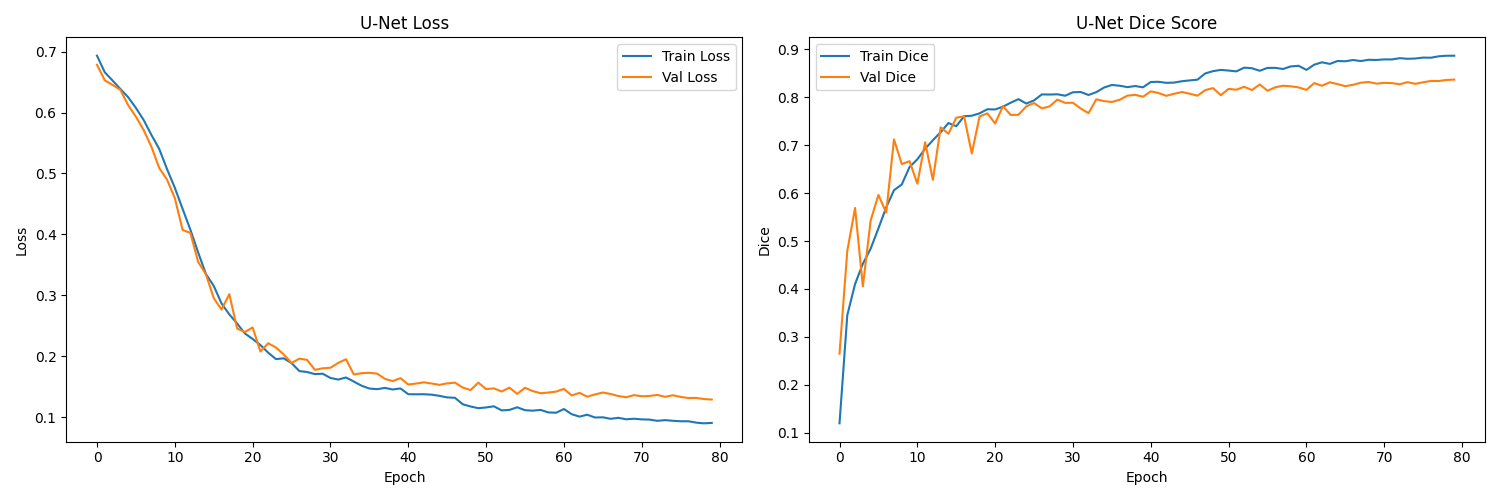 U-Net Loss
0.7
0.6
0.5
0.4
0.3
0.2
0.1
Loss
Train Loss
Val Loss
0 10 20 30 40 50 60 70 80
Epoch
U-Net Dice Score
0.9
0.8
0.7
0.6
0.5
0.4
0.3
0.2
0.1
Dice
Train Dice
Val Dice
0 10 20 30 40 50 60 70 80
Epoch